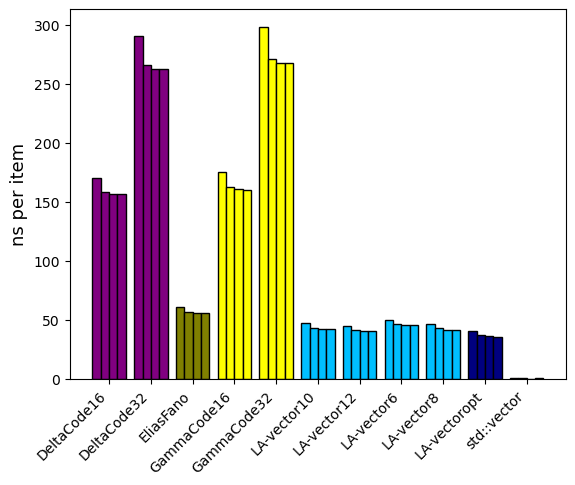 300
250
200
150
100
50
0
ns per item
DeltaCode16
DeltaCode32
EliasFano
GammaCode16
GammaCode32
LA-vector10
LA-vector12
LA-vector6
LA-vector8
LA-vectoropt
std::vector